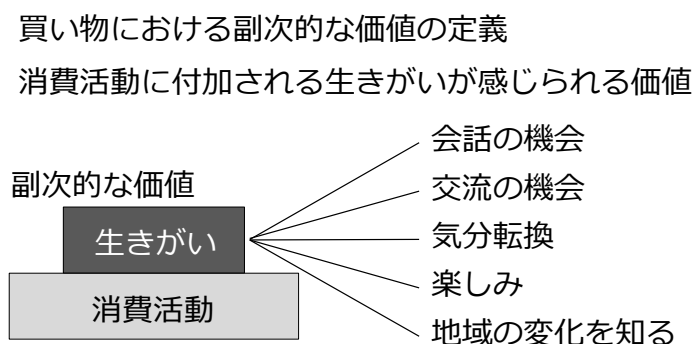 買い物における副次的な価値の定義
消費活動に付加される生きがいが感じられる価値
副次的な価値
生きがい
消費活動
会話の機会
交流の機会
気分転換
楽しみ
地域の変化を知る